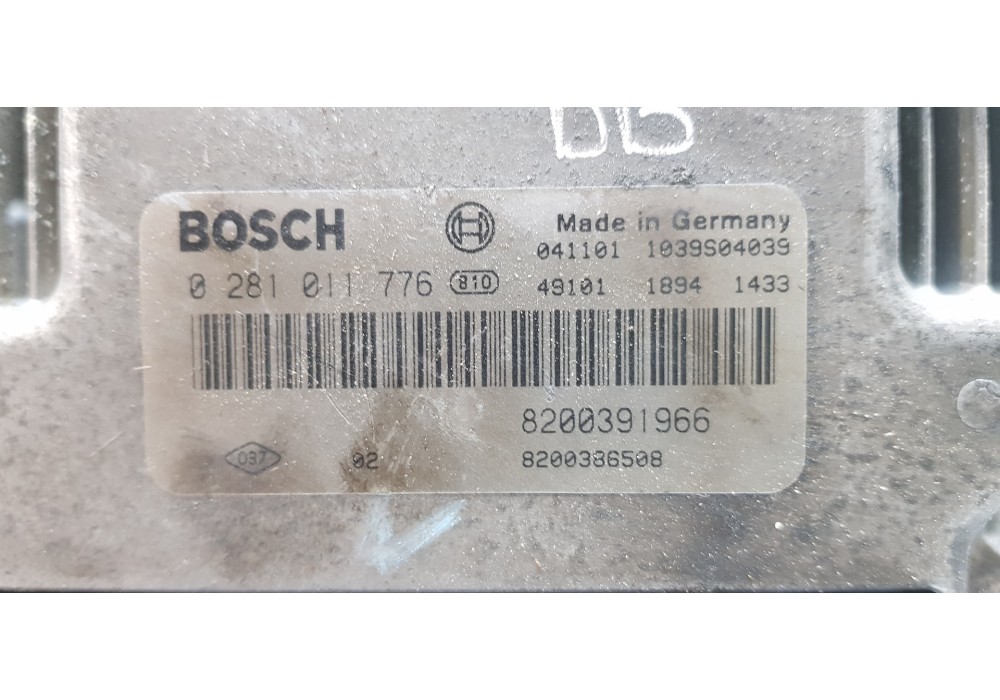 BB
BOSCH Made in Germany
041101 1039S04039
0 281 011 776 810 49101 1894 1433
8200391966
037 02 8200386508